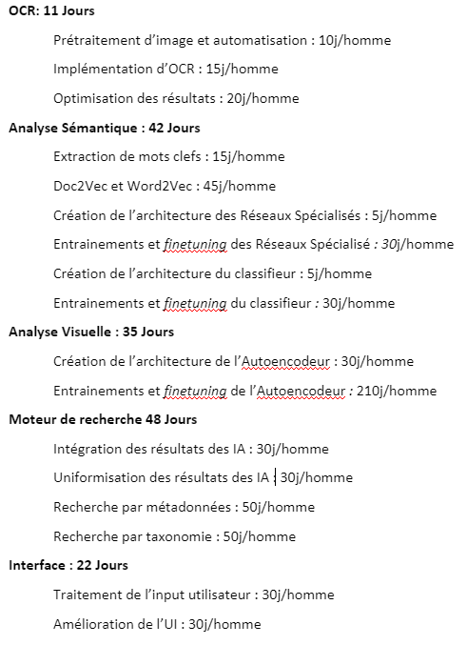 OCR: 11 Jours
Prétraitement d’image et automatisation : 10j/homme
Implémentation d’OCR : 15j/homme
Optimisation des résultats : 20j/homme
Analyse Sémantique : 42 Jours
Extraction de mots clefs : 15j/homme
Doc2Vec et Word2Vec : 45j/homme
Création de l’architecture des Réseaux Spécialisés : 5j/homme
Entrainements et finetuning des Réseaux Spécialisé : 30j/homme
Création de l’architecture du classifieur : 5j/homme
Entrainements et finetuning du classifieur : 30j/homme
Analyse Visuelle : 35 Jours
Création de l’architecture de l’Autoencodeur : 30j/homme
Entrainements et finetuning de l’Autoencodeur : 210j/homme
Moteur de recherche 48 Jours
Intégration des résultats des IA : 30j/homme
Uniformisation des résultats des IA : 30j/homme
Recherche par métadonnées : 50j/homme
Recherche par taxonomie : 50j/homme
Interface : 22 Jours
Traitement de l’input utilisateur : 30j/homme
Amélioration de l’UI : 30j/homme